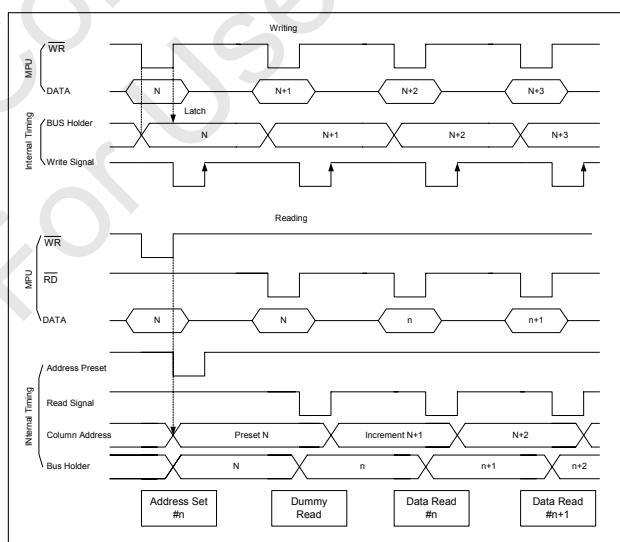 Writing
MPU
WR
DATA N N+1 N+2 N+3
Latch
Internal Timing
BUS Holder N N+1 N+2 N+3
Write Signal
Reading
MPU
WR
RD
DATA N N n n+1
INternal Timing
Address Preset
Read Signal
Column Address Preset N Increment N+1 N+2
Bus Holder N n n+1 n+2
Address Set Dummy Data Read Data Read
#n Read #n #n+1
For U